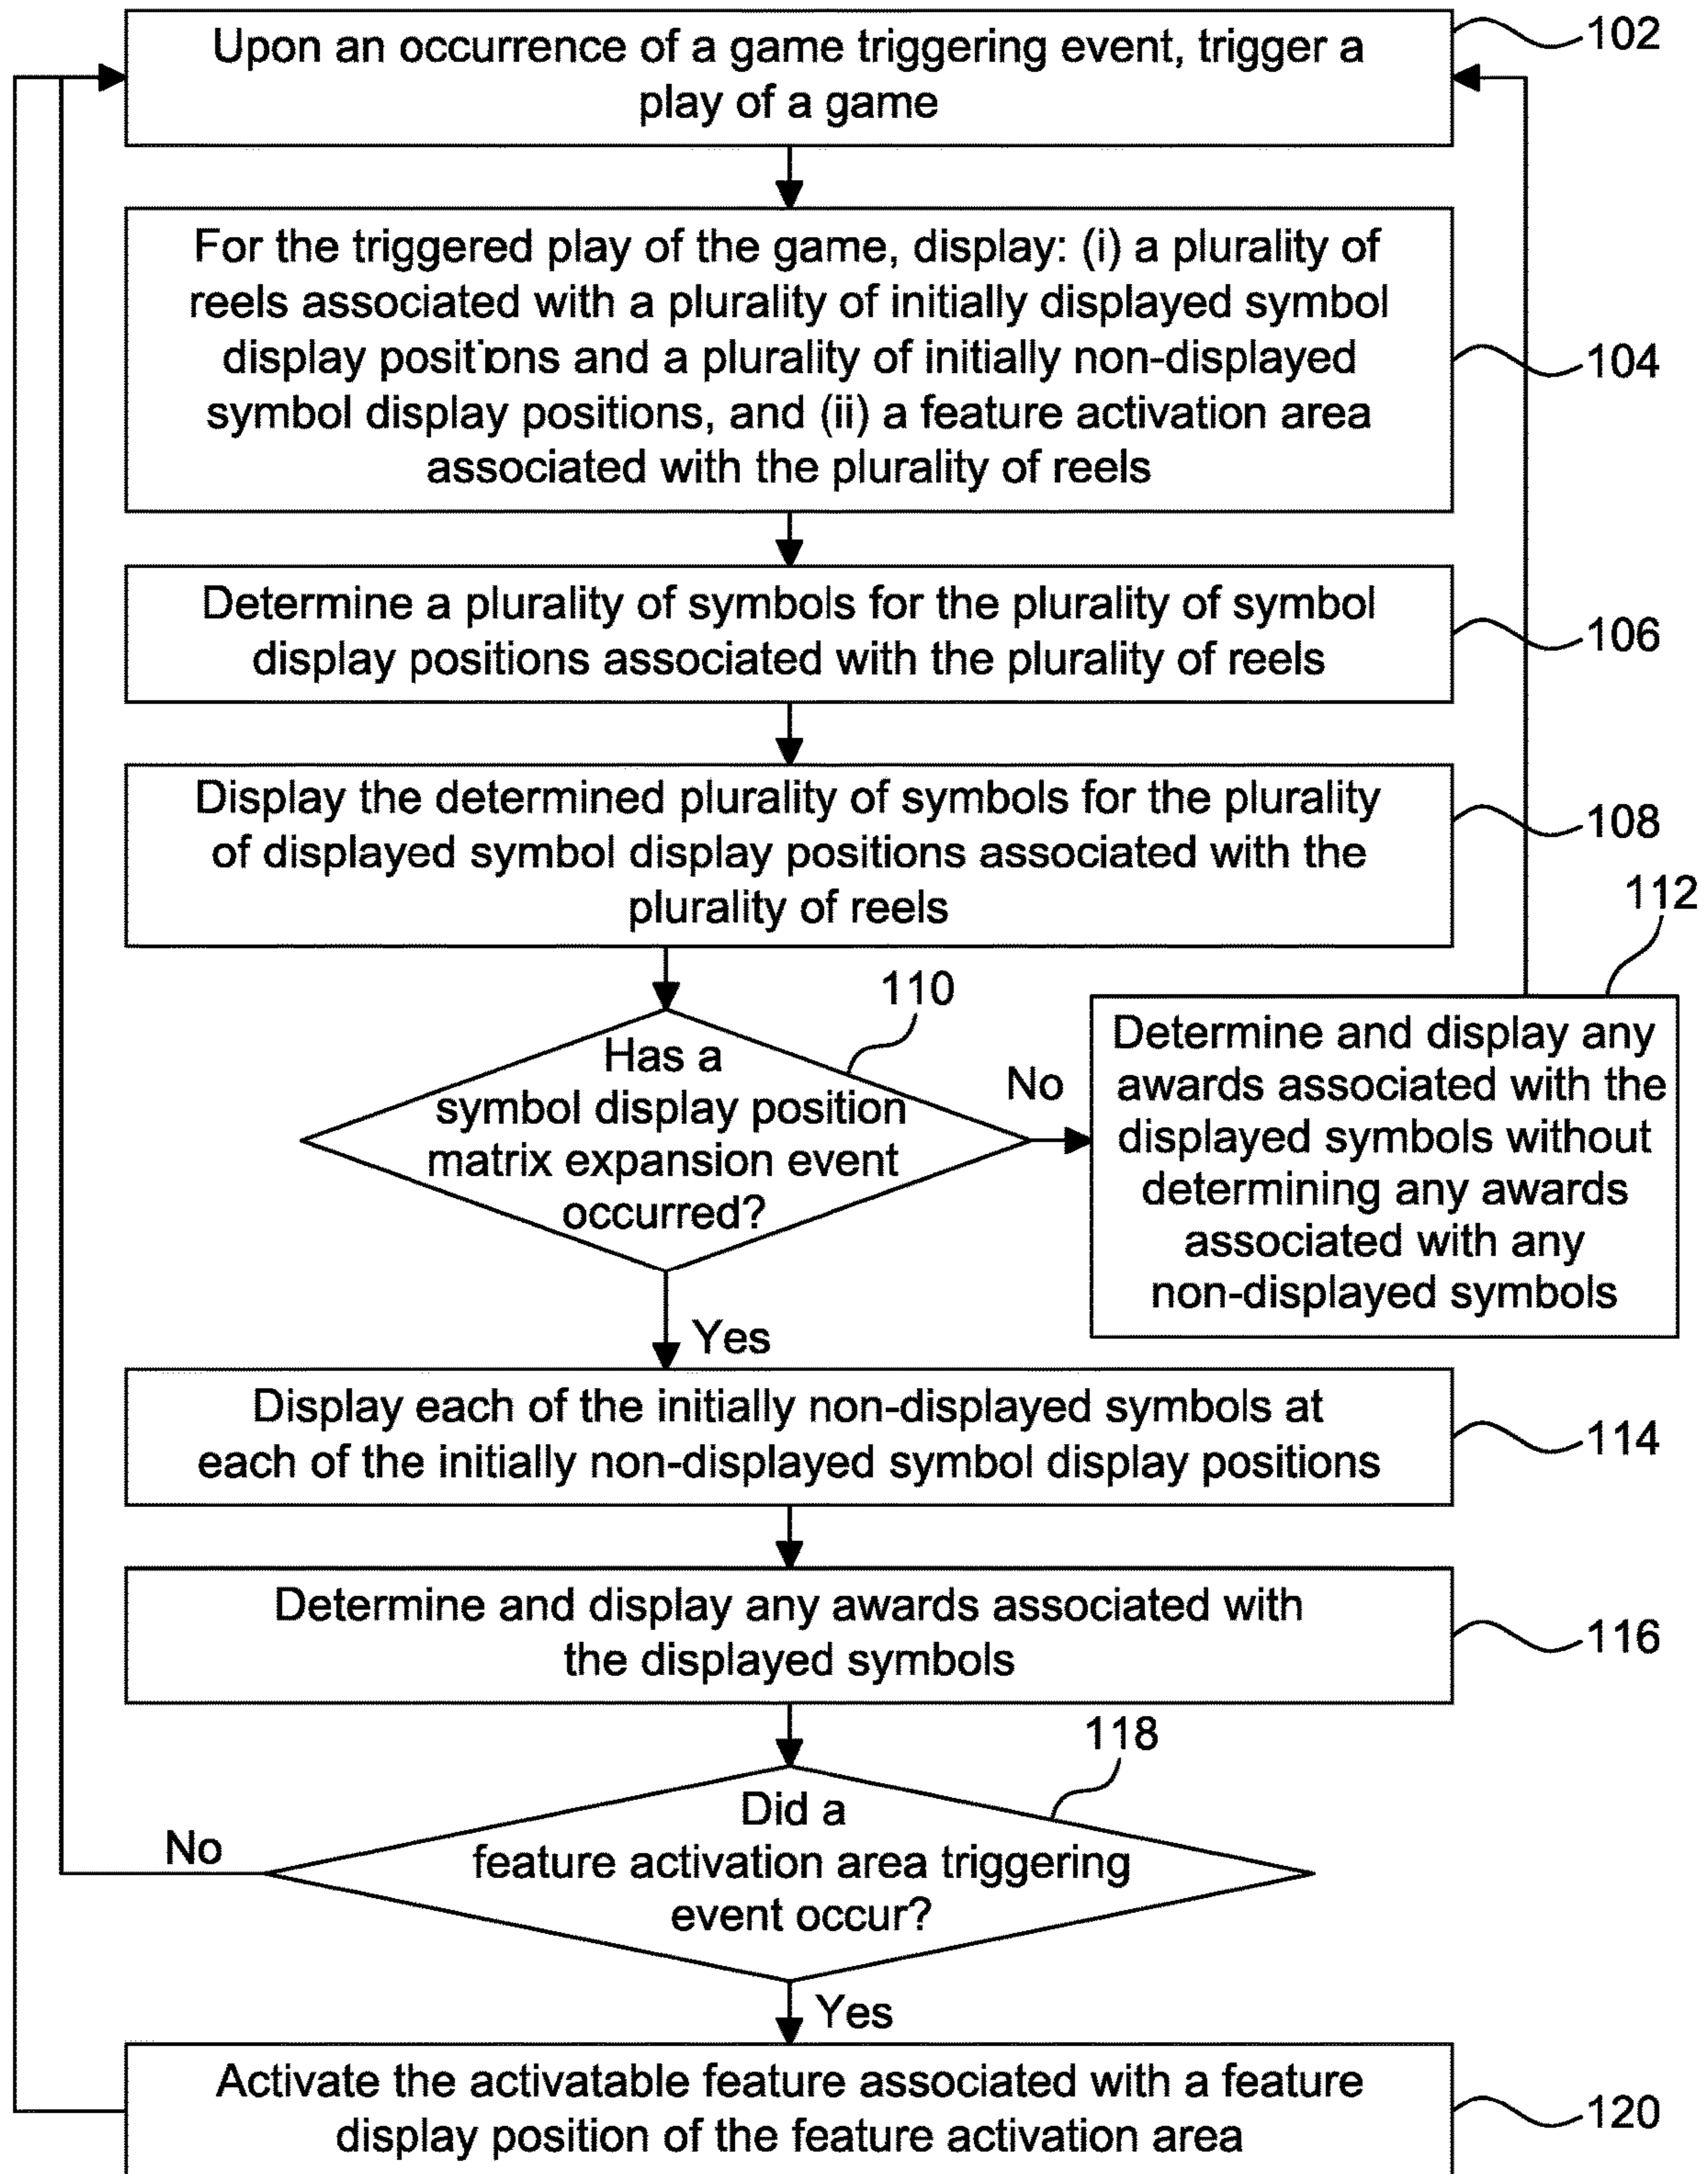 Upon an occurrence of a game triggering event, trigger a
play of a game
102
For the triggered play of the game, display: (i) a plurality of
reels associated with a plurality of initially displayed symbol
display positions and a plurality of initially non-displayed
symbol display positions, and (ii) a feature activation area
associated with the plurality of reels
104
Determine a plurality of symbols for the plurality of symbol
display positions associated with the plurality of reels
106
Display the determined plurality of symbols for the plurality
of displayed symbol display positions associated with the
plurality of reels
108
110
Has a
symbol display position
matrix expansion event
occurred?
No
112
Determine and display any
awards associated with the
displayed symbols without
determining any awards
associated with any
non-displayed symbols
Yes
Display each of the initially non-displayed symbols at
each of the initially non-displayed symbol display positions
114
Determine and display any awards associated with
the displayed symbols
116
118
Did a
feature activation area triggering
event occur?
No
Yes
Activate the activatable feature associated with a feature
display position of the feature activation area
120